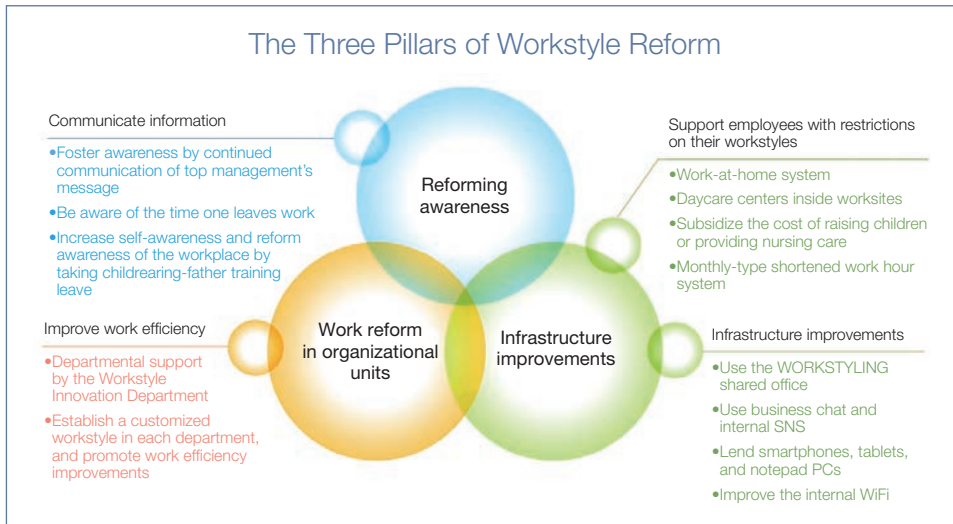 The Three Pillars of Workstyle Reform
Communicate information
•Foster awareness by continued
communication of top management's
message
•Be aware of the time one leaves work
•Increase self-awareness and reform
awareness of the workplace by
taking childrearing-father training
leave
Reforming
awareness
Support employees with restrictions
on their workstyles
•Work-at-home system
•Daycare centers inside worksites
•Subsidize the cost of raising children
or providing nursing care
•Monthly-type shortened work hour
system
Improve work efficiency
•Departmental support
by the Workstyle
Innovation Department
•Establish a customized
workstyle in each department,
and promote work efficiency
improvements
Work reform
in organizational
units
Infrastructure
improvements
Infrastructure improvements
•Use the WORKSTYLING
shared office
•Use business chat and
internal SNS
•Lend smartphones, tablets,
and notepad PCs
•Improve the internal WiFi